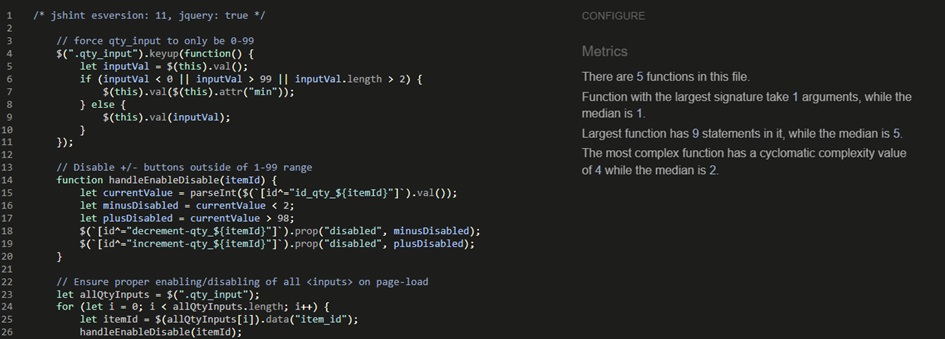 1 /* jshint esversion: 11, jquery: true */
2
3 // force qty_input to only be 0-99
4 $(".qty_input").keyup(function() {
5 let inputVal = $(this).val();
6 if (inputVal < 0 || inputVal > 99 || inputVal.length > 2) {
7 $(this).val($(this).attr("min"));
8 } else {
9 $(this).val(inputVal);
10 }
11 });
12
13 // Disable +/- buttons outside of 1-99 range
14 function handleEnableDisable(itemId) {
15 let currentValue = parseInt($(`[id^="id_qty_${itemId}"]`).val());
16 let minusDisabled = currentValue < 2;
17 let plusDisabled = currentValue > 98;
18 $(`[id^="decrement-qty_${itemId}"]`).prop("disabled", minusDisabled);
19 $(`[id^="increment-qty_${itemId}"]`).prop("disabled", plusDisabled);
20 }
21
22 // Ensure proper enabling/disabling of all <inputs> on page-load
23 let allQtyInputs = $(".qty_input");
24 for (let i = 0; i < allQtyInputs.length; i++) {
25 let itemId = $(allQtyInputs[i]).data("item_id");
26 handleEnableDisable(itemId);
CONFIGURE
Metrics
There are 5 functions in this file.
Function with the largest signature take 1 arguments, while the
median is 1.
Largest function has 9 statements in it, while the median is 5.
The most complex function has a cyclomatic complexity value
of 4 while the median is 2.